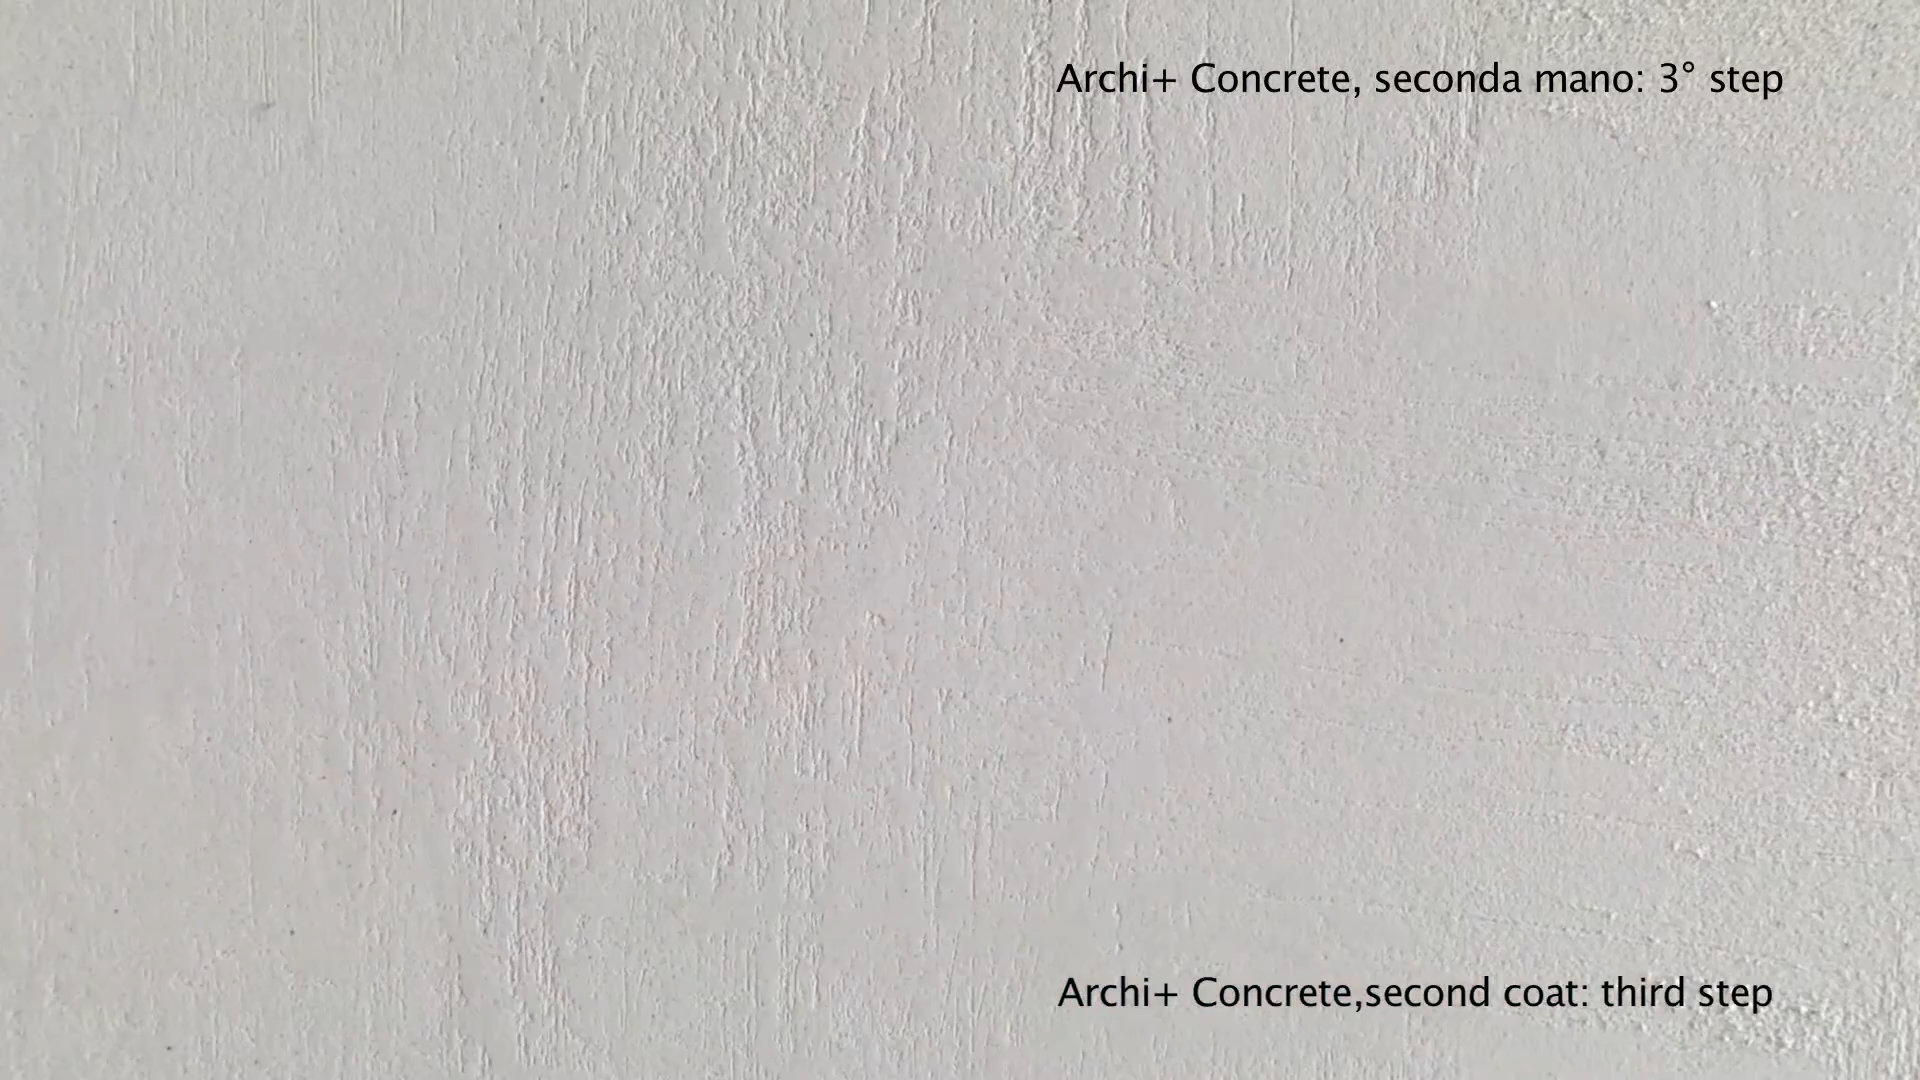 Archi+ Concrete, seconda mano: 3° step
Archi+ Concrete,second coat: third step